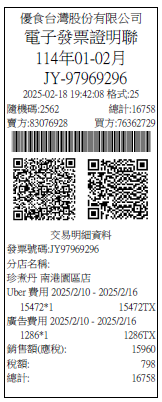 優食台灣股份有限公司
電子發票證明聯
114年01-02月
JY-97969296
2025-02-18 19:42:08 格式:25
隨機碼:2562 總計:16758
賣方:83076928 買方:76362729
交易明細資料
發票號碼:JY97969296
分店名稱:
珍煮丹 南港園區店
Uber 費用 2025/2/10 - 2025/2/16
15472*1 15472TX
廣告費用 2025/2/10 - 2025/2/16
1286*1 1286TX
銷售額(應稅): 15960
稅額: 798
總計: 16758